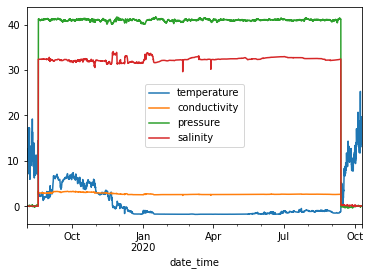 40
30
20
10
0
temperature
conductivity
pressure
salinity
Oct Jan Apr Jul Oct
2020
date_time